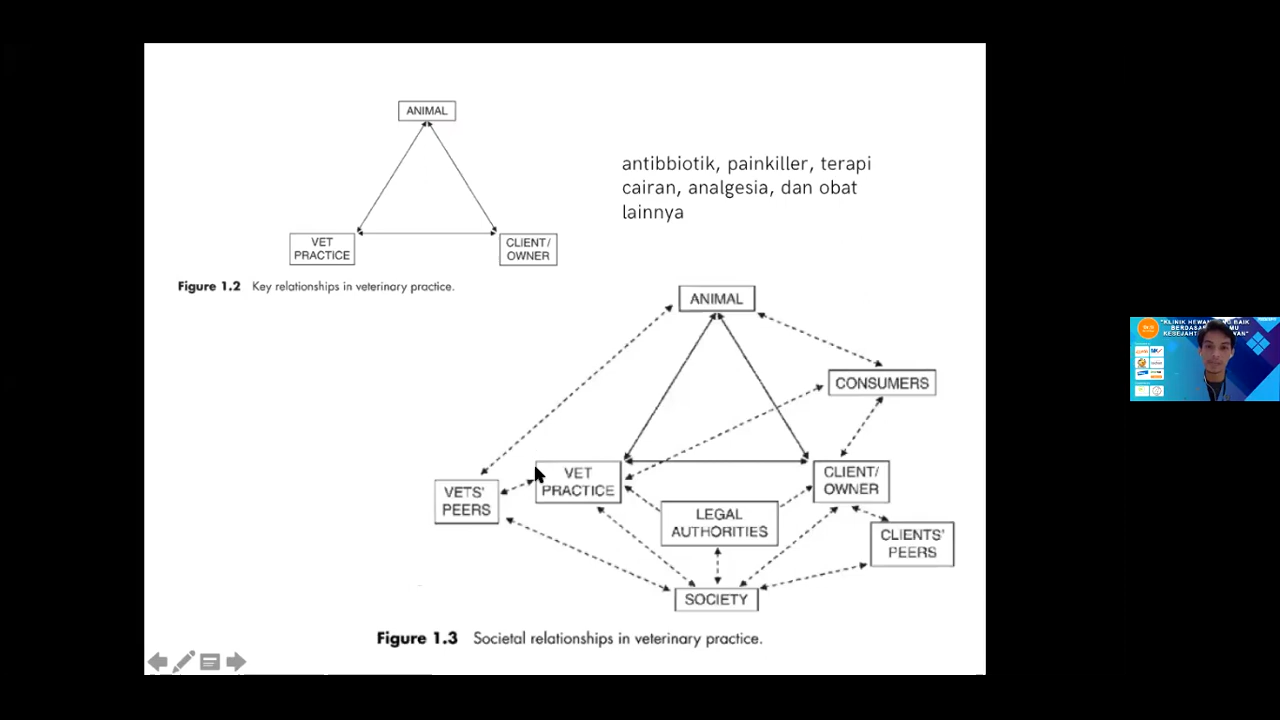 ANIMAL
VET
PRACTICE
CLIENT/
OWNER
Figure 1.2 Key relationships in veterinary practice.
antibbiotik, painkiller, terapi
cairan, analgesia, dan obat
lainnya
ANIMAL
CONSUMERS
VET
PRACTICE
CLIENT/
OWNER
VETS'
PEERS
LEGAL
AUTHORITIES
CLIENTS'
PEERS
SOCIETY
Figure 1.3 Societal relationships in veterinary practice.